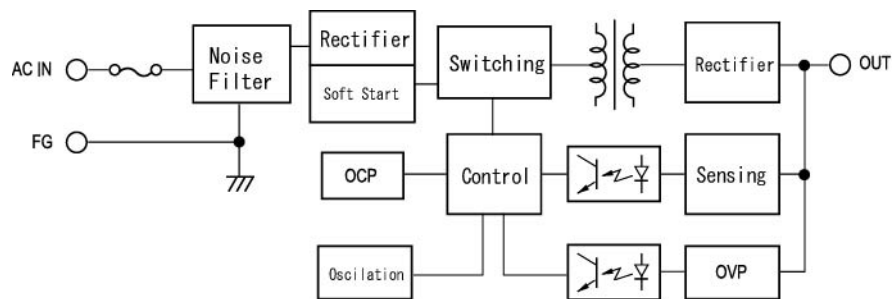 AC IN
Noise
Filter
Rectifier
Soft Start
Switching
Rectifier
OUT
FG
OCP
Control
Sensing
Oscilation
OVP